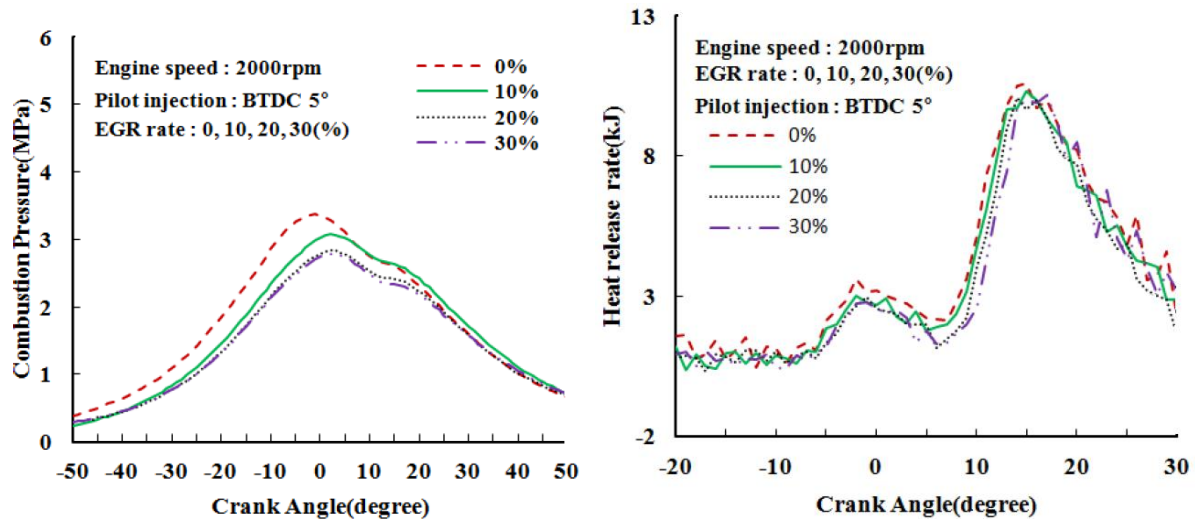 6
5
4
3
2
1
0
Combustion Pressure(MPa)
Engine speed : 2000rpm
Pilot injection : BTDC 5°
EGR rate : 0, 10, 20, 30(%)
0%
10%
20%
30%
-50 -40 -30 -20 -10 0 10 20 30 40 50
Crank Angle(degree)
13
8
3
-2
Heat release rate(kJ)
Engine speed : 2000rpm
EGR rate : 0, 10, 20, 30(%)
Pilot injection : BTDC 5°
0%
10%
20%
30%
-20 -10 0 10 20 30
Crank Angle(degree)